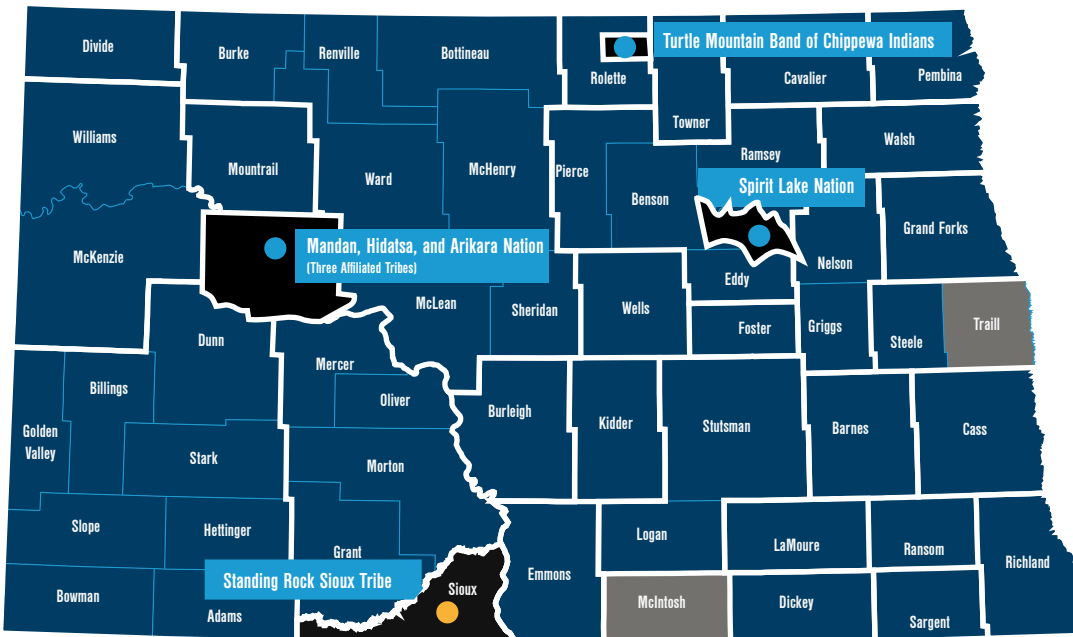 Divide
Burke
Renville
Bottineau
Rolette
Turtle Mountain Band of Chippewa Indians
Cavalier
Pembina
Towner
Williams
Mountrail
Ward
McHenry
Pierce
Benson
Ramsey
Walsh
Spirit Lake Nation
McKenzie
Mandan, Hidatsa, and Arikara Nation
(Three Affiliated Tribes)
McLean
Sheridan
Wells
Eddy
Nelson
Grand Forks
Dunn
Mercer
Foster
Griggs
Steele
Traill
Billings
Oliver
Burleigh
Kidder
Stutsman
Barnes
Cass
Golden
Valley
Stark
Morton
Slope
Hettinger
Grant
Logan
LaMoure
Ransom
Richland
Standing Rock Sioux Tribe
Sioux
Emmons
Bowman
Adams
McIntosh
Dickey
Sargent